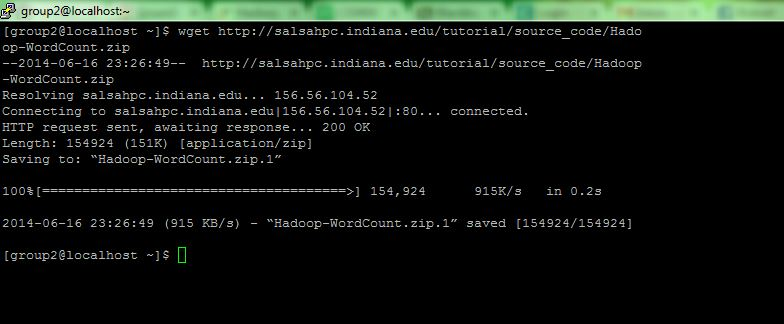 group2@localhost:~
[group2@localhost ~]$ wget http://salsahpc.indiana.edu/tutorial/source_code/Hado
op-WordCount.zip
--2014-06-16 23:26:49--  http://salsahpc.indiana.edu/tutorial/source_code/Hadoop
-WordCount.zip
Resolving salsahpc.indiana.edu... 156.56.104.52
Connecting to salsahpc.indiana.edu|156.56.104.52|:80... connected.
HTTP request sent, awaiting response... 200 OK
Length: 154924 (151K) [application/zip]
Saving to: “Hadoop-WordCount.zip.1”
100%[======================================>] 154,924      915K/s   in 0.2s
2014-06-16 23:26:49 (915 KB/s) - “Hadoop-WordCount.zip.1” saved [154924/154924]
[group2@localhost ~]$